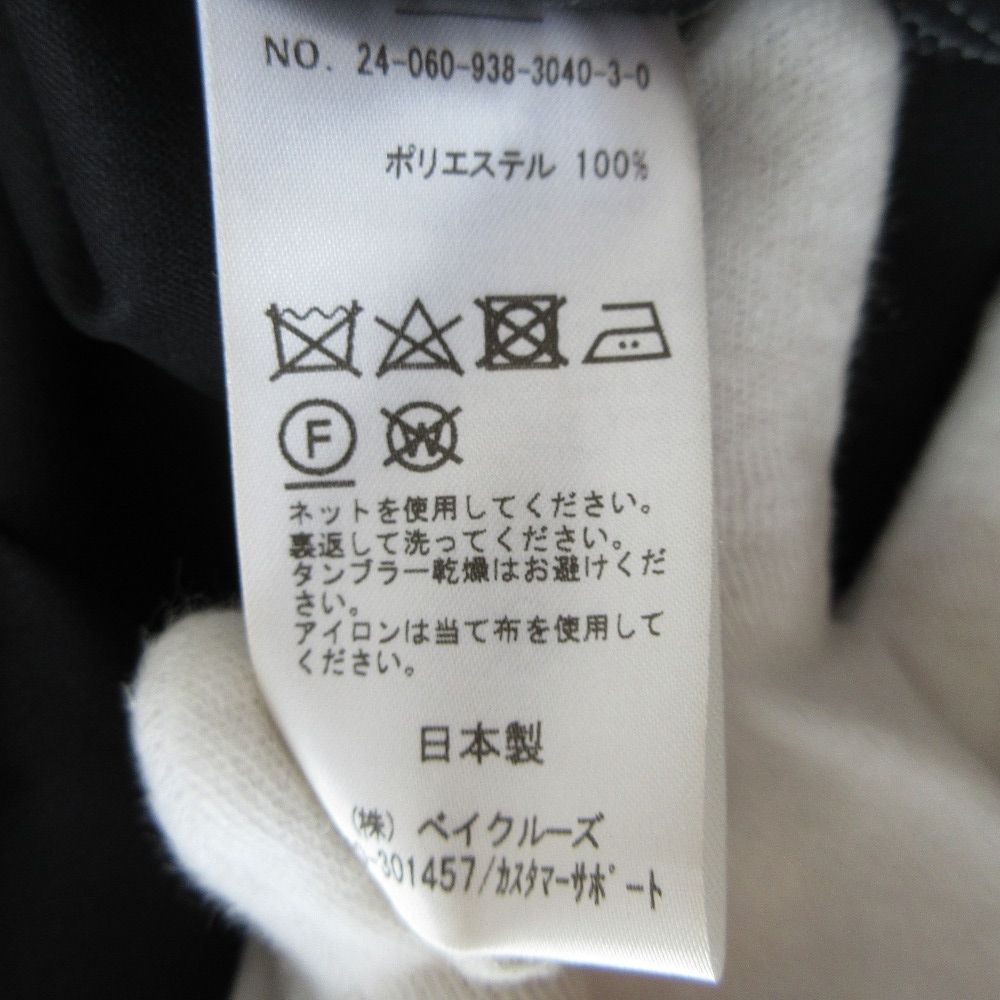 NO. 24-060-938-3040-3-0
ポリエステル 100%
F
W
ネットを使用してください。
裏返して洗ってください。
タンブラー乾燥はお避けくだ
さい。
アイロンは当て布を使用して
ください。
日本製
(株) ベイクルーズ
-301457/カスタマーサポート